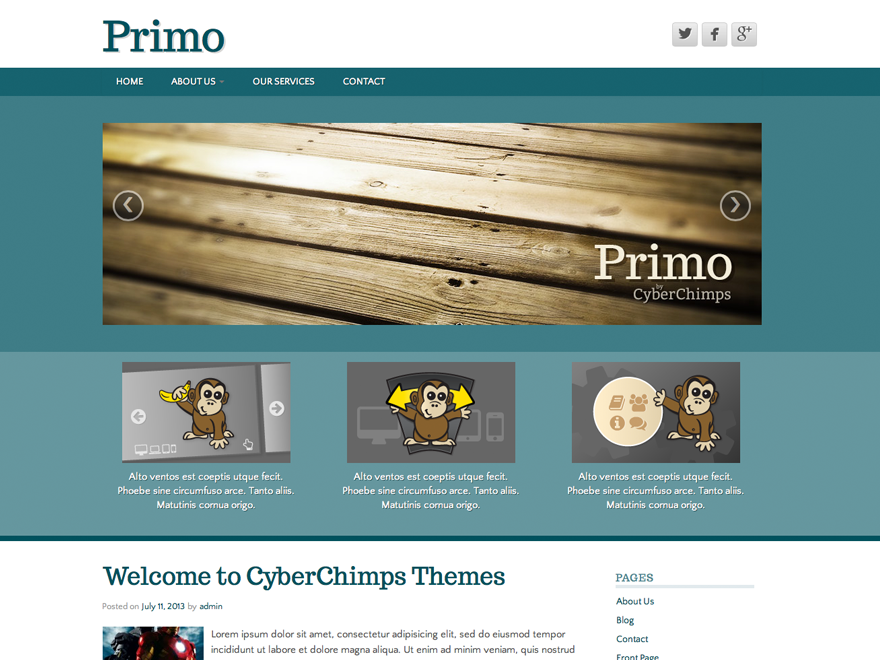 Primo
HOME
ABOUT US
OUR SERVICES
CONTACT
Primo
by
CyberChimps
Alto ventos est coeptis utque fecit.
Phoebe sine circumfuso arce. Tanto aliis.
Matutinis cornua origo.
Alto ventos est coeptis utque fecit.
Phoebe sine circumfuso arce. Tanto aliis.
Matutinis cornua origo.
Alto ventos est coeptis utque fecit.
Phoebe sine circumfuso arce. Tanto aliis.
Matutinis cornua origo.
Welcome to CyberChimps Themes
Posted on July 11, 2013 by admin
Lorem ipsum dolor sit amet, consectetur adipisicing elit, sed do eiusmod tempor
incididunt ut labore et dolore magna aliqua. Ut enim ad minim veniam, quis nostrud
PAGES
About Us
Blog
Contact
Front Page